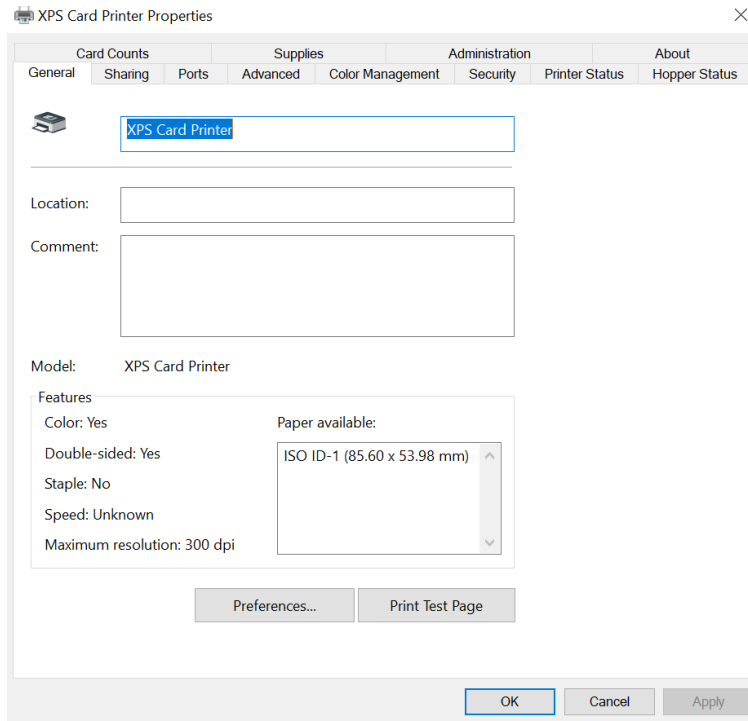 XPS Card Printer Properties
Card Counts Supplies Administration About
General Sharing Ports Advanced Color Management Security Printer Status Hopper Status
XPS Card Printer
Location:
Comment:
Model: XPS Card Printer
Features
Color: Yes Paper available:
Double-sided: Yes ISO ID-1 (85.60 x 53.98 mm)
Staple: No
Speed: Unknown
Maximum resolution: 300 dpi
Preferences... Print Test Page
OK Cancel Apply